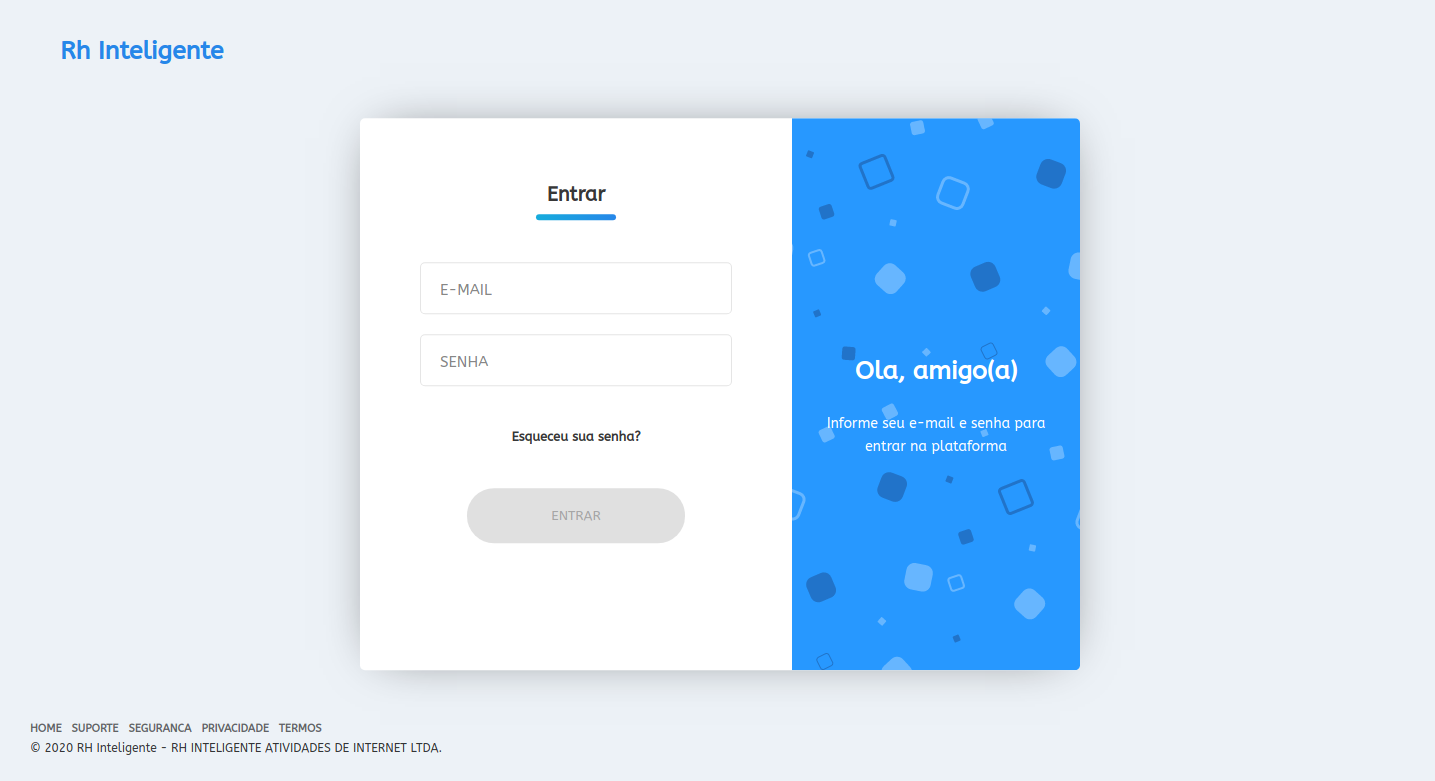 Rh Inteligente
Entrar
E-MAIL
SENHA
Esqueceu sua senha?
ENTRAR
Ola, amigo(a)
Informe seu e-mail e senha para
entrar na plataforma
HOME SUPORTE SEGURANCA PRIVACIDADE TERMOS
© 2020 RH Inteligente - RH INTELIGENTE ATIVIDADES DE INTERNET LTDA.